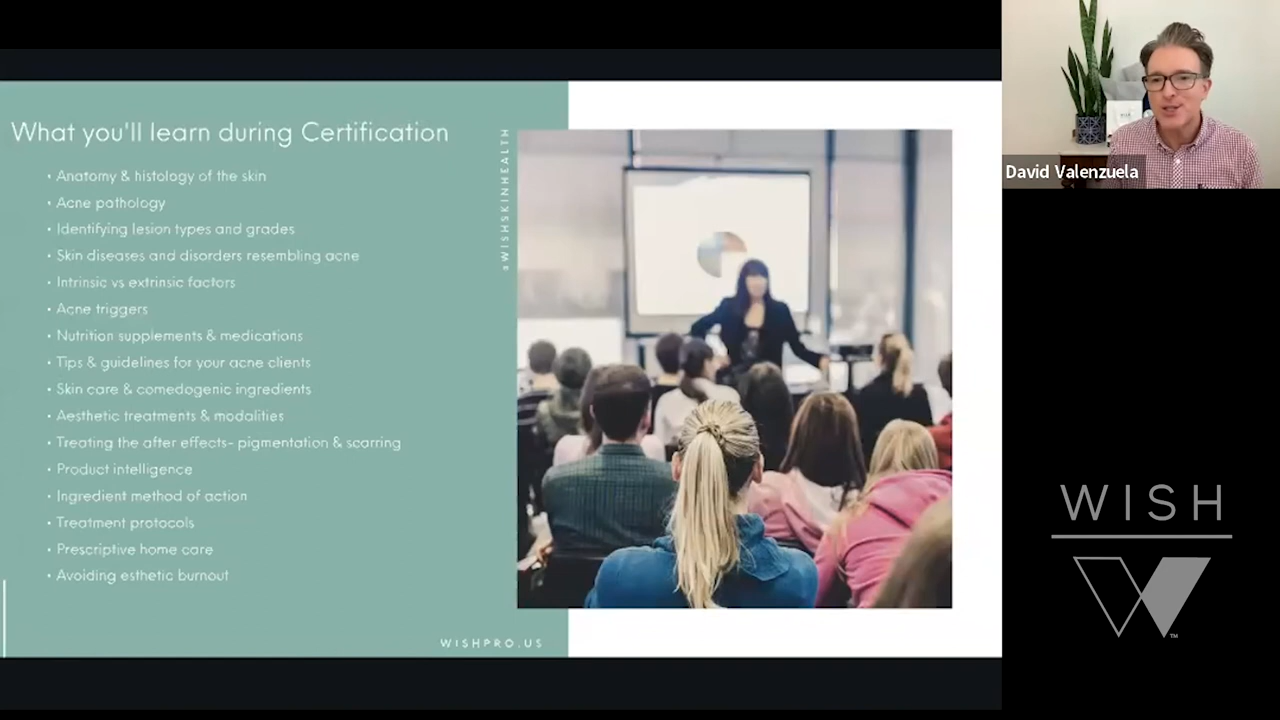 What you'll learn during Certification
• Anatomy & histology of the skin
• Acne pathology
• Identifying lesion types and grades
• Skin diseases and disorders resembling acne
• Intrinsic vs extrinsic factors
• Acne triggers
• Nutrition supplements & medications
• Tips & guidelines for your acne clients
• Skin care & comedogenic ingredients
• Aesthetic treatments & modalities
• Treating the after effects- pigmentation & scarring
• Product intelligence
• Ingredient method of action
• Treatment protocols
• Prescriptive home care
• Avoiding esthetic burnout
@WISHSKINHEALTH
WISHPRO.US
David Valenzuela
WISH
W™